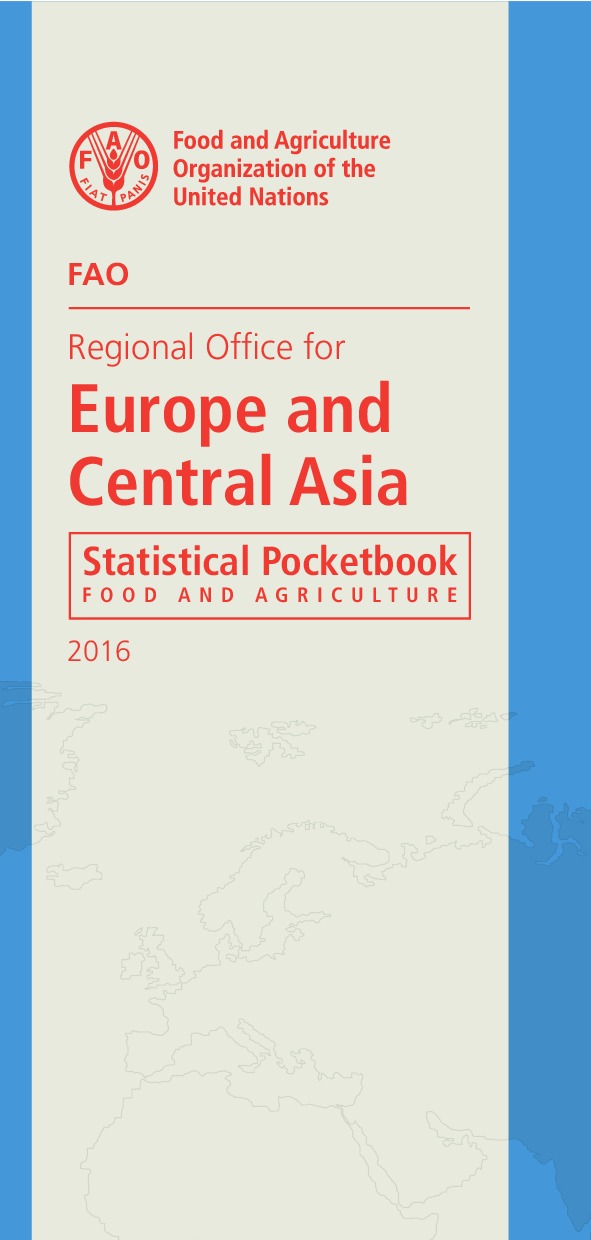 F A O
FIAT PANIS
Food and Agriculture
Organization of the
United Nations
FAO
Regional Office for
Europe and
Central Asia
Statistical Pocketbook
FOOD AND AGRICULTURE
2016